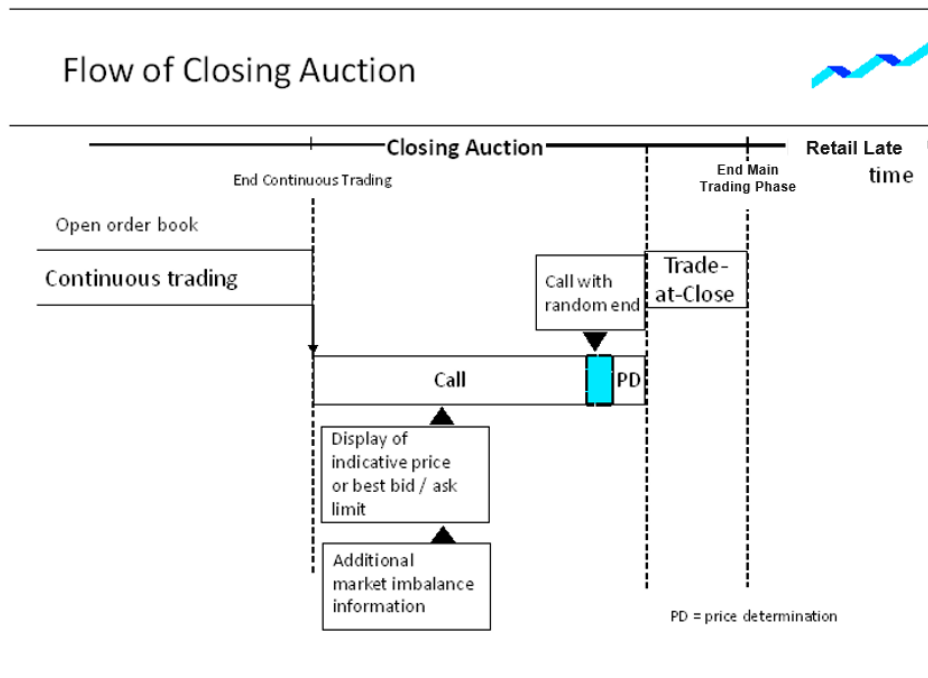 Flow of Closing Auction
Closing Auction
Retail Late
time
End Continuous Trading
End Main
Trading Phase
Open order book
Continuous trading
Call with
random end
Trade-
at-Close
Call
PD
Display of
indicative price
or best bid / ask
limit
Additional
market imbalance
information
PD = price determination